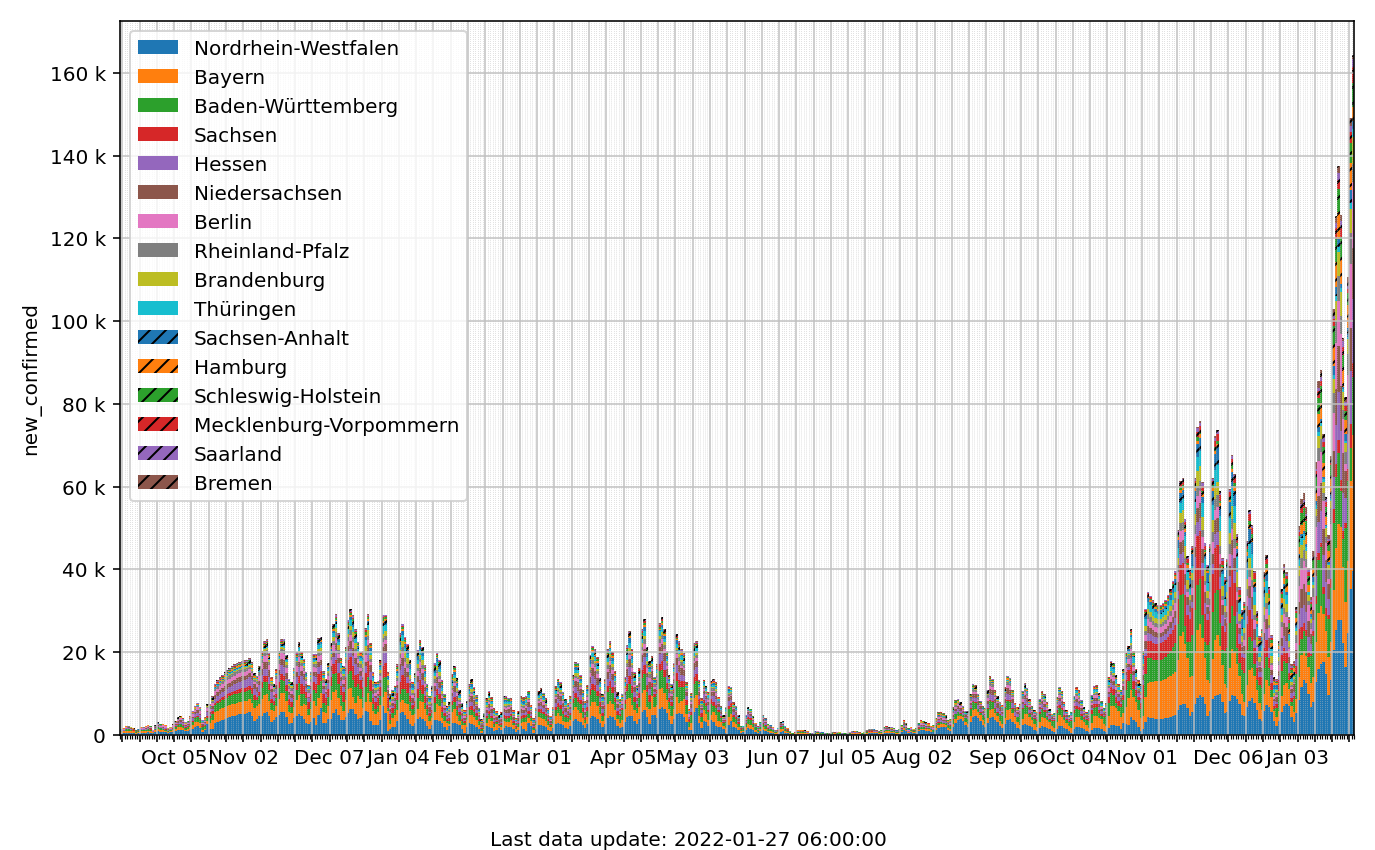 Nordrhein-Westfalen
Bayern
Baden-Württemberg
Sachsen
Hessen
Niedersachsen
Berlin
Rheinland-Pfalz
Brandenburg
Thüringen
Sachsen-Anhalt
Hamburg
Schleswig-Holstein
Mecklenburg-Vorpommern
Saarland
Bremen
new_confirmed
160 k
140 k
120 k
100 k
80 k
60 k
40 k
20 k
0
Oct 05 Nov 02 Dec 07 Jan 04 Feb 01 Mar 01 Apr 05 May 03 Jun 07 Jul 05 Aug 02 Sep 06 Oct 04 Nov 01 Dec 06 Jan 03
Last data update: 2022-01-27 06:00:00